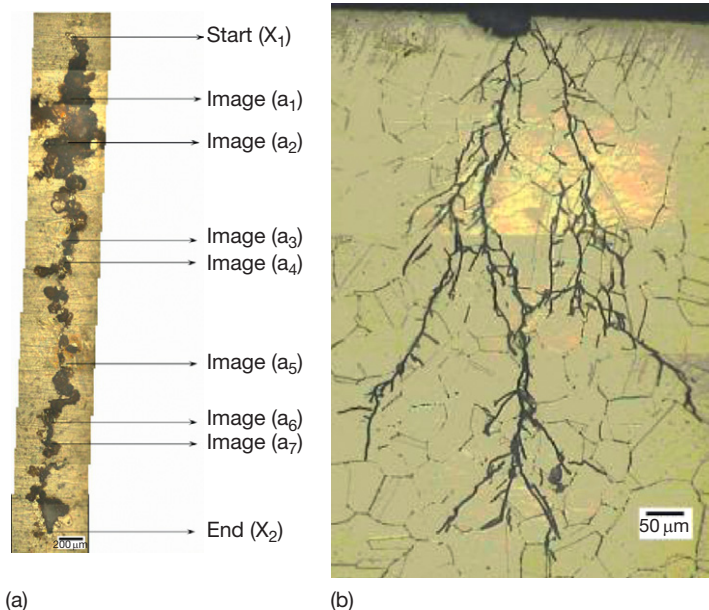 Start (X₁)
Image (a₁)
Image (a₂)
Image (a₃)
Image (a₄)
Image (a₅)
Image (a₆)
Image (a₇)
End (X₂)
200 μm
50 μm
(a)
(b)